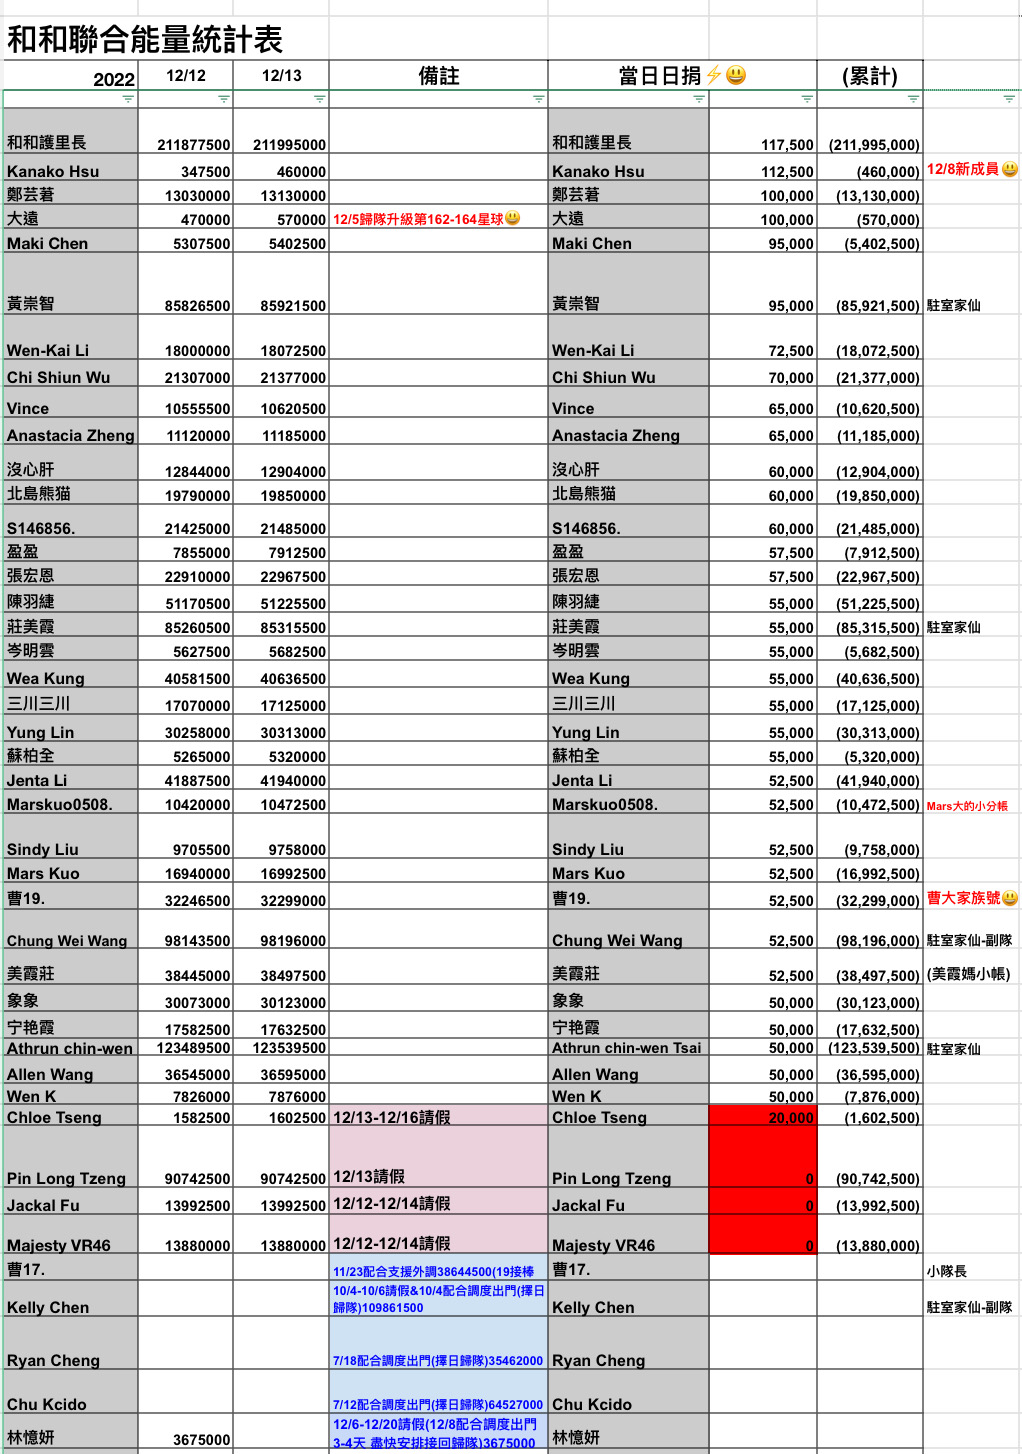 和和聯合能量統計表
2022 12/12 12/13 備註 當日日捐⚡😃 (累計)
和和護里長 211877500 211995000 和和護里長 117,500 (211,995,000)
Kanako Hsu 347500 460000 Kanako Hsu 112,500 (460,000) 12/8新成員😃
鄭芸莙 13030000 13130000 鄭芸莙 100,000 (13,130,000)
大遠 470000 570000 12/5歸隊升級第162-164星球😃 大遠 100,000 (570,000)
Maki Chen 5307500 5402500 Maki Chen 95,000 (5,402,500)
黃崇智 85826500 85921500 黃崇智 95,000 (85,921,500) 駐室家仙
Wen-Kai Li 18000000 18072500 Wen-Kai Li 72,500 (18,072,500)
Chi Shiun Wu 21307000 21377000 Chi Shiun Wu 70,000 (21,377,000)
Vince 10555500 10620500 Vince 65,000 (10,620,500)
Anastacia Zheng 11120000 11185000 Anastacia Zheng 65,000 (11,185,000)
沒心肝 12844000 12904000 沒心肝 60,000 (12,904,000)
北島熊猫 19790000 19850000 北島熊猫 60,000 (19,850,000)
S146856. 21425000 21485000 S146856. 60,000 (21,485,000)
盈盈 7855000 7912500 盈盈 57,500 (7,912,500)
張宏恩 22910000 22967500 張宏恩 57,500 (22,967,500)
陳羽緁 51170500 51225500 陳羽緁 55,000 (51,225,500)
莊美霞 85260500 85315500 莊美霞 55,000 (85,315,500) 駐室家仙
岑明雲 5627500 5682500 岑明雲 55,000 (5,682,500)
Wea Kung 40581500 40636500 Wea Kung 55,000 (40,636,500)
三川三川 17070000 17125000 三川三川 55,000 (17,125,000)
Yung Lin 30258000 30313000 Yung Lin 55,000 (30,313,000)
蘇柏全 5265000 5320000 蘇柏全 55,000 (5,320,000)
Jenta Li 41887500 41940000 Jenta Li 52,500 (41,940,000)
Marskuo0508. 10420000 10472500 Marskuo0508. 52,500 (10,472,500) Mars大的小分帳
Sindy Liu 9705500 9758000 Sindy Liu 52,500 (9,758,000)
Mars Kuo 16940000 16992500 Mars Kuo 52,500 (16,992,500)
曹19. 32246500 32299000 曹19. 52,500 (32,299,000) 曹大家族號😃
Chung Wei Wang 98143500 98196000 Chung Wei Wang 52,500 (98,196,000) 駐室家仙-副隊
美霞莊 38445000 38497500 美霞莊 52,500 (38,497,500) (美霞媽小帳)
象象 30073000 30123000 象象 50,000 (30,123,000)
宁艳霞 17582500 17632500 宁艳霞 50,000 (17,632,500)
Athrun chin-wen 123489500 123539500 Athrun chin-wen Tsai 50,000 (123,539,500) 駐室家仙
Allen Wang 36545000 36595000 Allen Wang 50,000 (36,595,000)
Wen K 7826000 7876000 Wen K 50,000 (7,876,000)
Chloe Tseng 1582500 1602500 12/13-12/16請假 Chloe Tseng 20,000 (1,602,500)
Pin Long Tzeng 90742500 90742500 12/13請假 Pin Long Tzeng 0 (90,742,500)
Jackal Fu 13992500 13992500 12/12-12/14請假 Jackal Fu 0 (13,992,500)
Majesty VR46 13880000 13880000 12/12-12/14請假 Majesty VR46 0 (13,880,000)
曹17. 11/23配合支援外調38644500(19接棒 曹17. 小隊長
10/4-10/6請假&10/4配合調度出門(擇日
Kelly Chen 歸隊)109861500 Kelly Chen 駐室家仙-副隊
Ryan Cheng 7/18配合調度出門(擇日歸隊)35462000 Ryan Cheng
Chu Kcido 7/12配合調度出門(擇日歸隊)64527000 Chu Kcido
12/6-12/20請假(12/8配合調度出門
林憶妍 3675000 3-4天 盡快安排接回歸隊)3675000 林憶妍